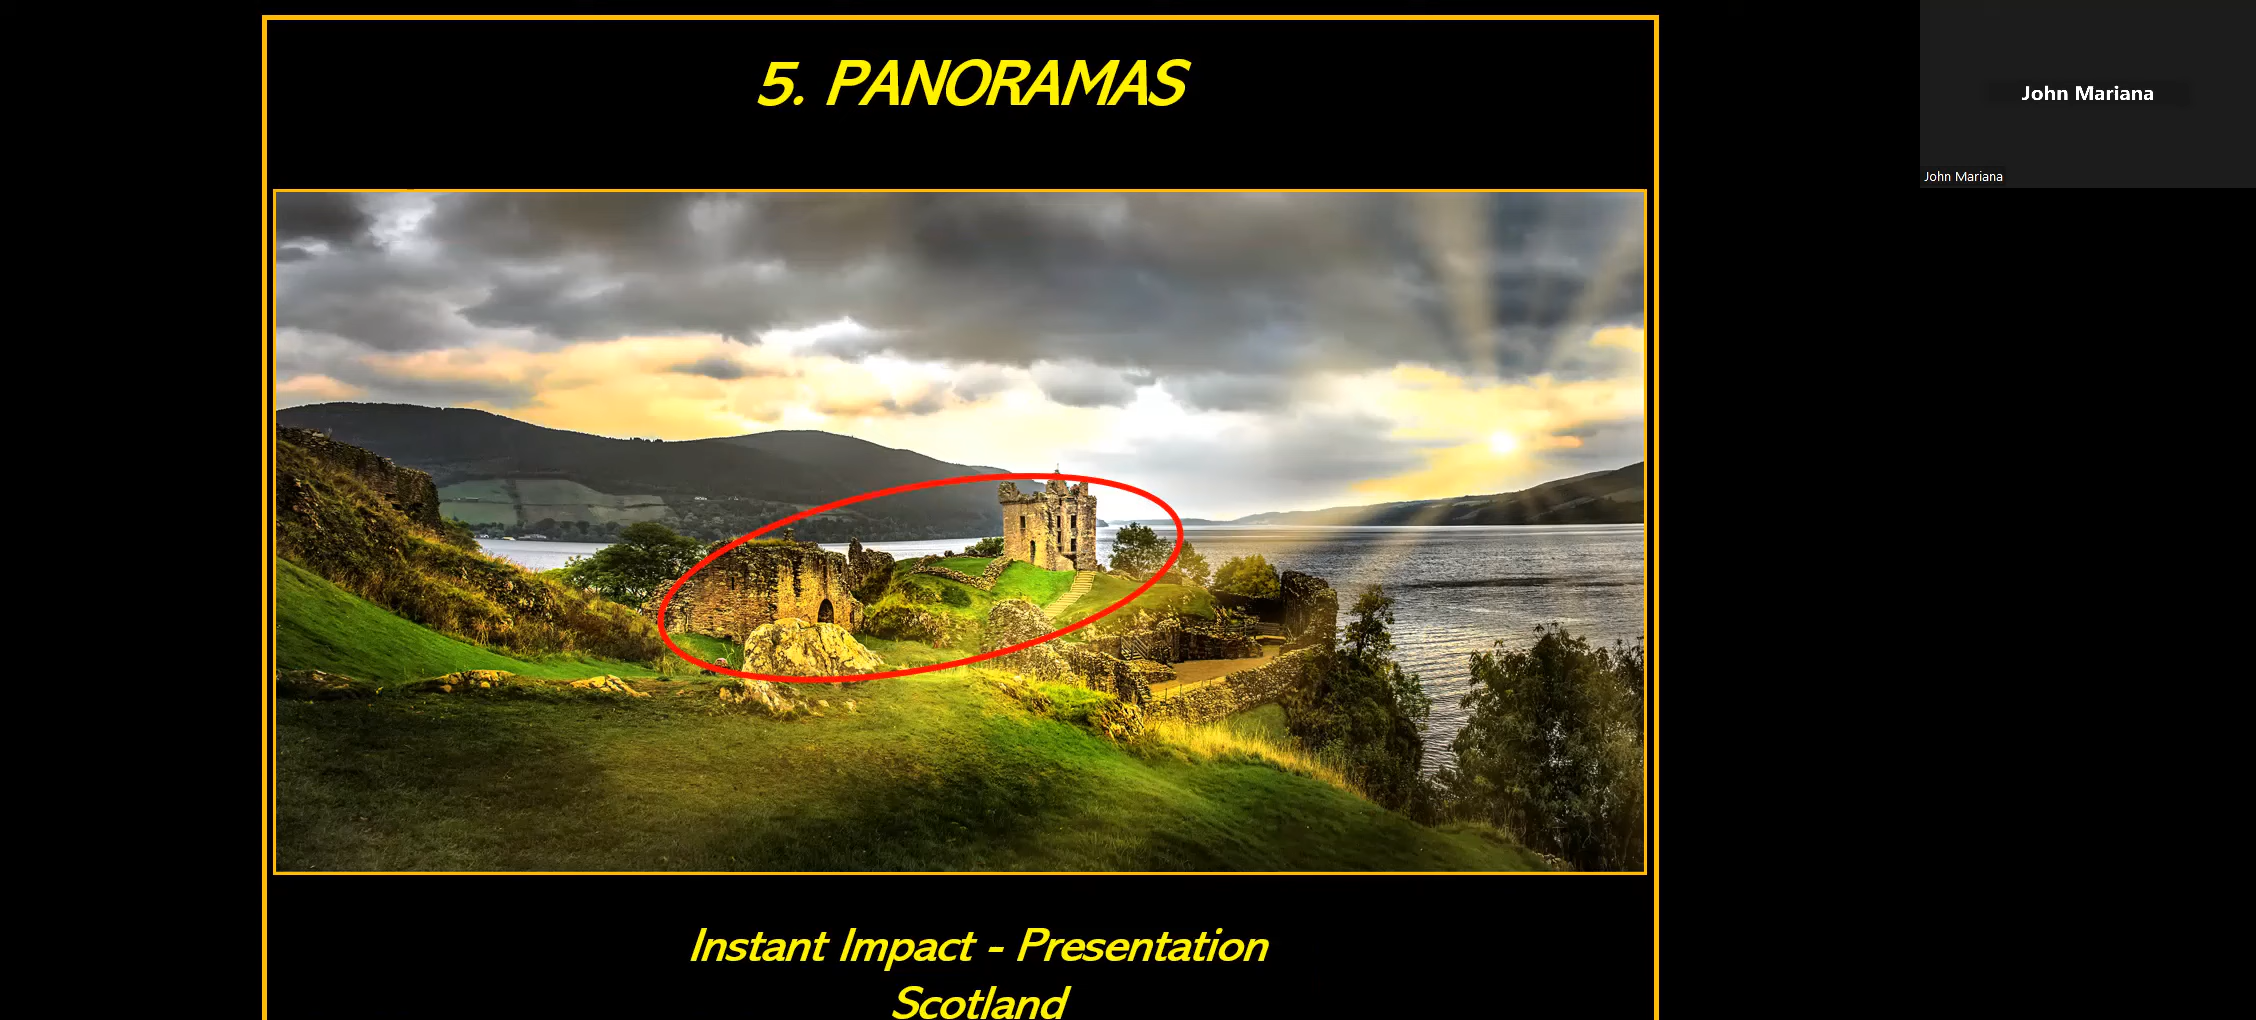 5. PANORAMAS
John Mariana
John Mariana
Instant Impact - Presentation
Scotland